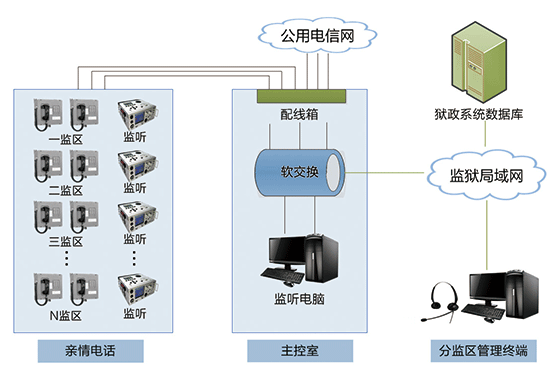 公用电信网
配线箱
狱政系统数据库
一监区 监听
二监区 监听
三监区 监听
N监区 监听
软交换
监狱局域网
监听电脑
亲情电话
主控室
分监区管理终端